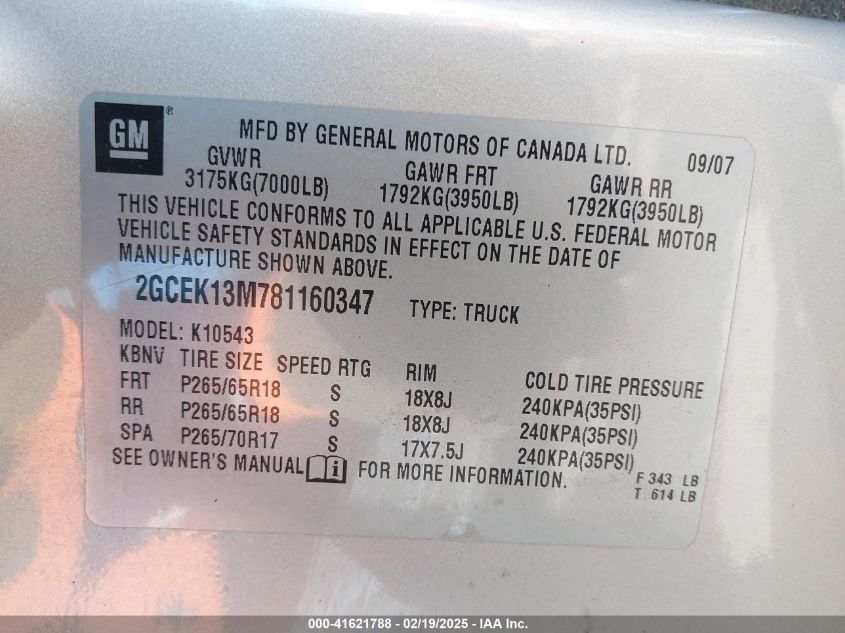 GM®
MFD BY GENERAL MOTORS OF CANADA LTD. 09/07
GVWR GAWR FRT GAWR RR
3175KG(7000LB) 1792KG(3950LB) 1792KG(3950LB)
THIS VEHICLE CONFORMS TO ALL APPLICABLE U.S. FEDERAL MOTOR
VEHICLE SAFETY STANDARDS IN EFFECT ON THE DATE OF
MANUFACTURE SHOWN ABOVE.
2GCEK13M781160347 TYPE: TRUCK
MODEL: K10543
KBNV TIRE SIZE SPEED RTG RIM COLD TIRE PRESSURE
FRT P265/65R18 S 18X8J 240KPA(35PSI)
RR P265/65R18 S 18X8J 240KPA(35PSI)
SPA P265/70R17 S 17X7.5J 240KPA(35PSI)
SEE OWNER'S MANUAL i FOR MORE INFORMATION. F 343 LB
T 614 LB
000-41621788 - 02/19/2025 - IAA Inc.